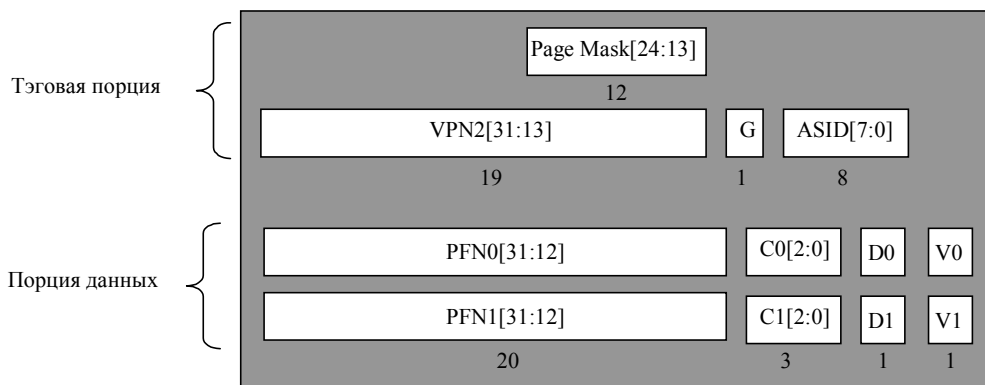 Page Mask[24:13]
12
Тэговая порция
VPN2[31:13] G ASID[7:0]
19 1 8
PFN0[31:12] C0[2:0] D0 V0
Порция данных
PFN1[31:12] C1[2:0] D1 V1
20 3 1 1